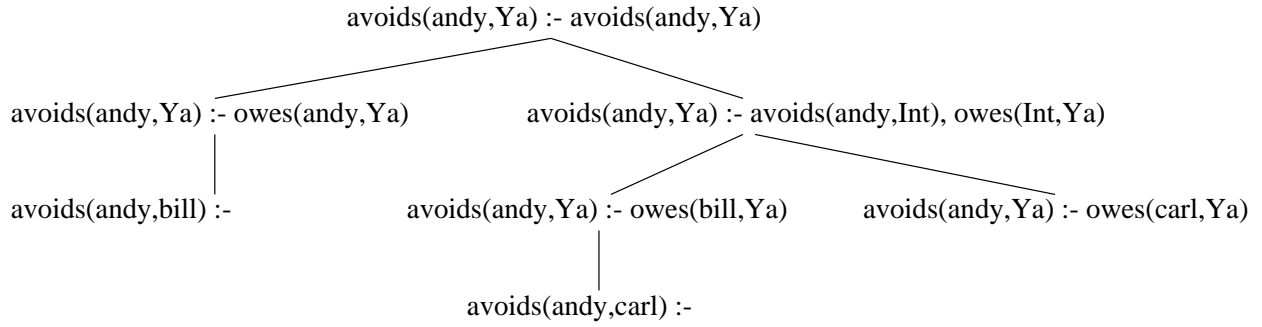 avoids(andy,Ya) :- avoids(andy,Ya)
avoids(andy,Ya) :- owes(andy,Ya)
avoids(andy,Ya) :- avoids(andy,Int), owes(Int,Ya)
avoids(andy,bill) :-
avoids(andy,Ya) :- owes(bill,Ya)
avoids(andy,Ya) :- owes(carl,Ya)
avoids(andy,carl) :-